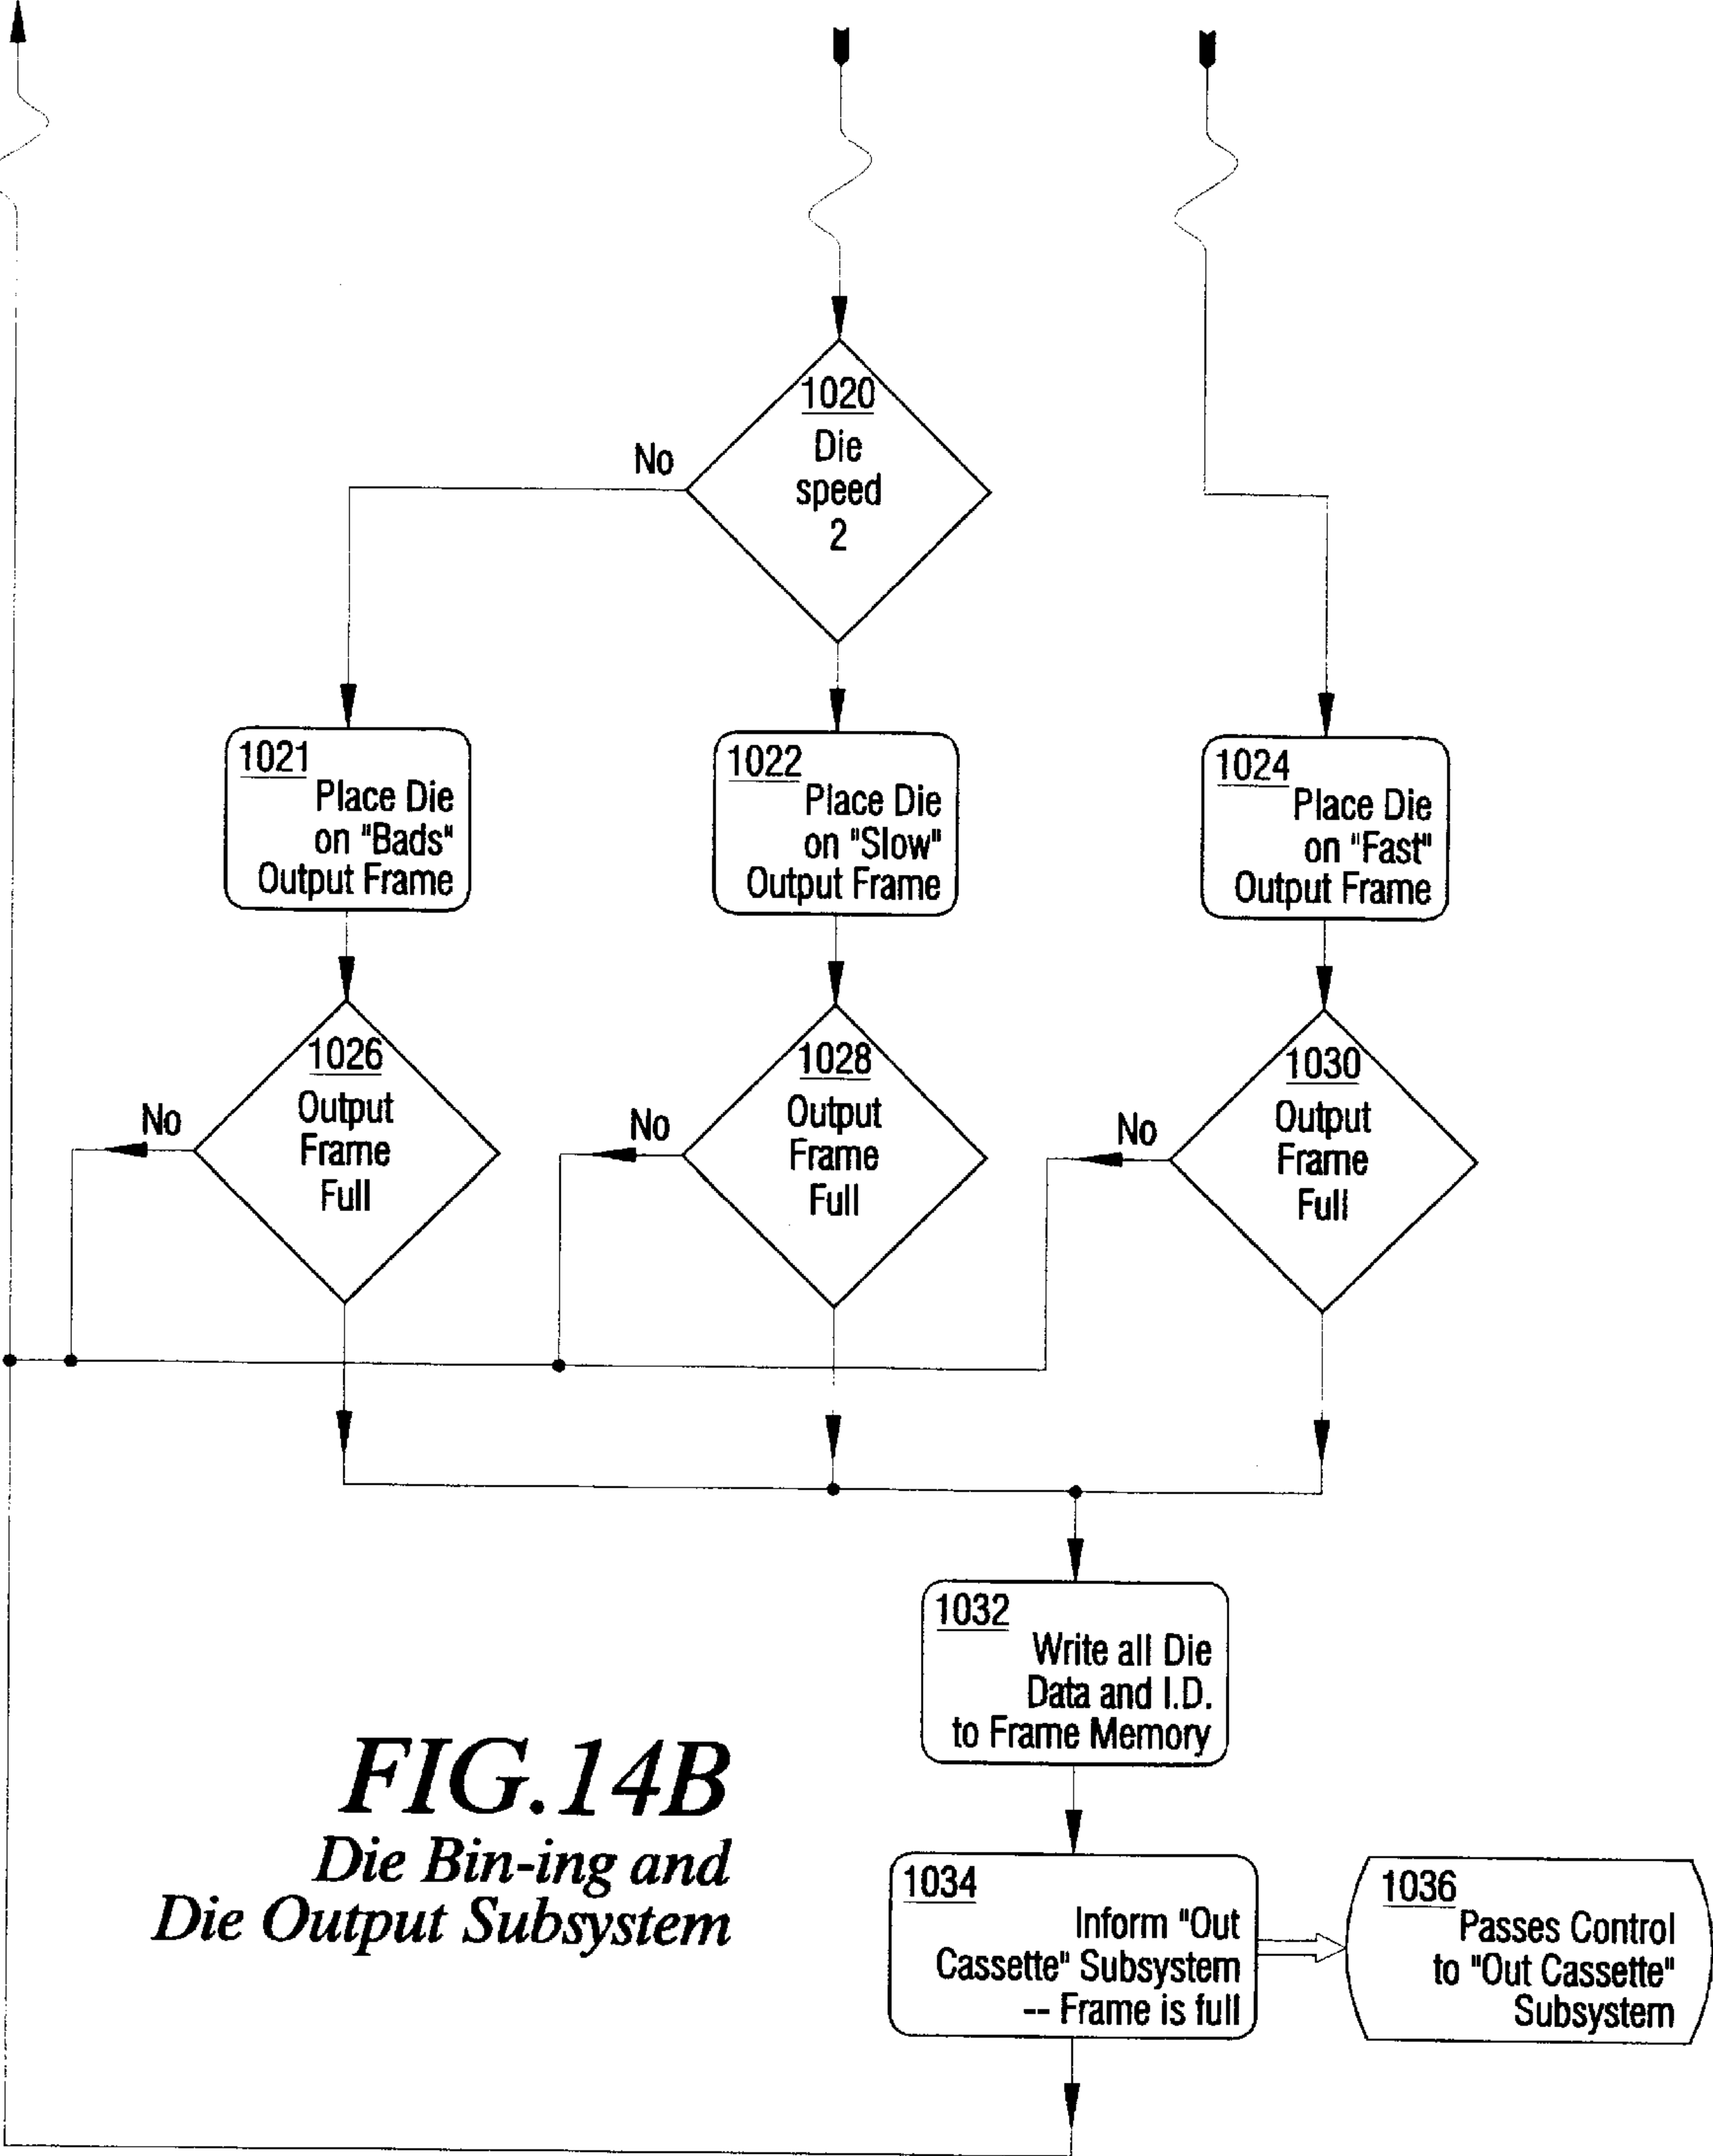 1020
Die
speed
2
No
1021
Place Die
on "Bads"
Output Frame
1022
Place Die
on "Slow"
Output Frame
1024
Place Die
on "Fast"
Output Frame
1026
Output
Frame
Full
No
1028
Output
Frame
Full
No
1030
Output
Frame
Full
No
1032
Write all Die
Data and I.D.
to Frame Memory
1034
Inform "Out
Cassette" Subsystem
-- Frame is full
1036
Passes Control
to "Out Cassette"
Subsystem
FIG.14B
Die Bin-ing and
Die Output Subsystem